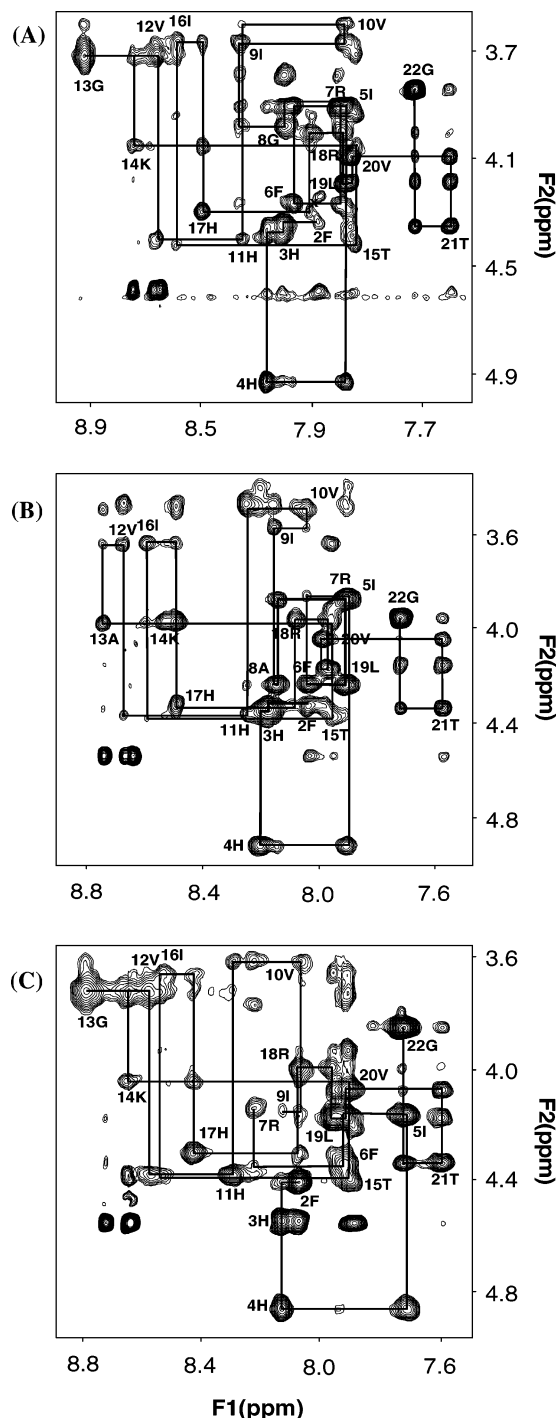 (A)
12V 16I
10V
9I
13G
7R 5I
22G
8G
14K
18R
20V
19L
6F
17H
2F
11H 3H
15T
21T
4H
3.7
4.1
4.5
4.9
F2(ppm)
8.9 8.5 7.9 7.7
(B)
10V
12V 16I
9I
7R
5I
22G
13A 14K
18R
20V
8A 6F 19L
17H
11H 3H 2F 15T
21T
4H
3.6
4.0
4.4
4.8
F2(ppm)
8.8 8.4 8.0 7.6
(C)
12V 16I
10V
13G
22G
18R
20V
14K
9I
7R
19L
5I
17H
6F
11H
2F
15T
21T
3H
4H
3.6
4.0
4.4
4.8
F2(ppm)
8.8 8.4 8.0 7.6
F1(ppm)